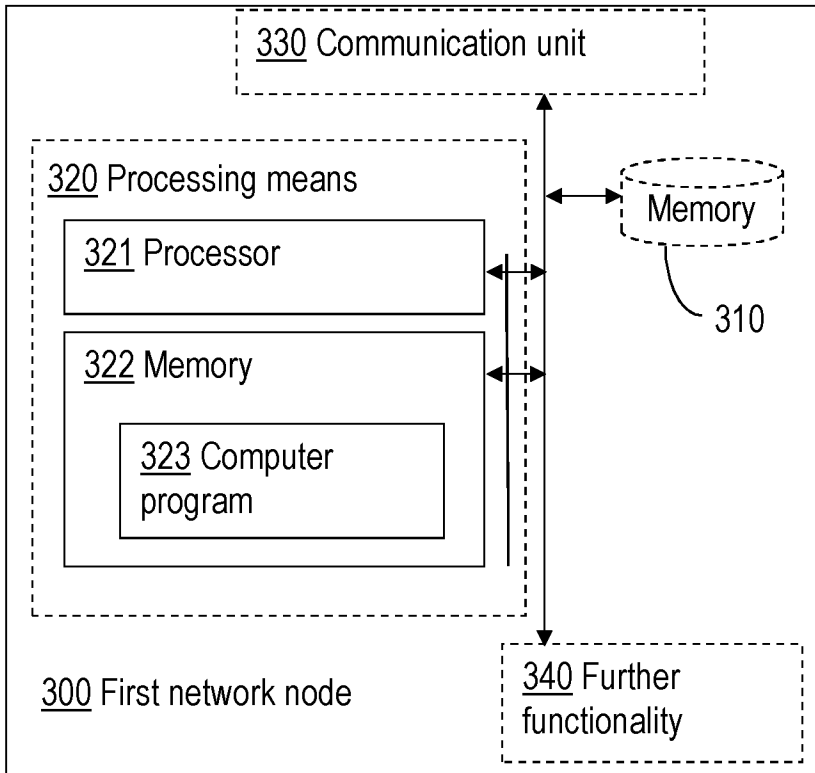 330 Communication unit
320 Processing means
Memory
321 Processor
310
322 Memory
323 Computer
program
300 First network node
340 Further
functionality